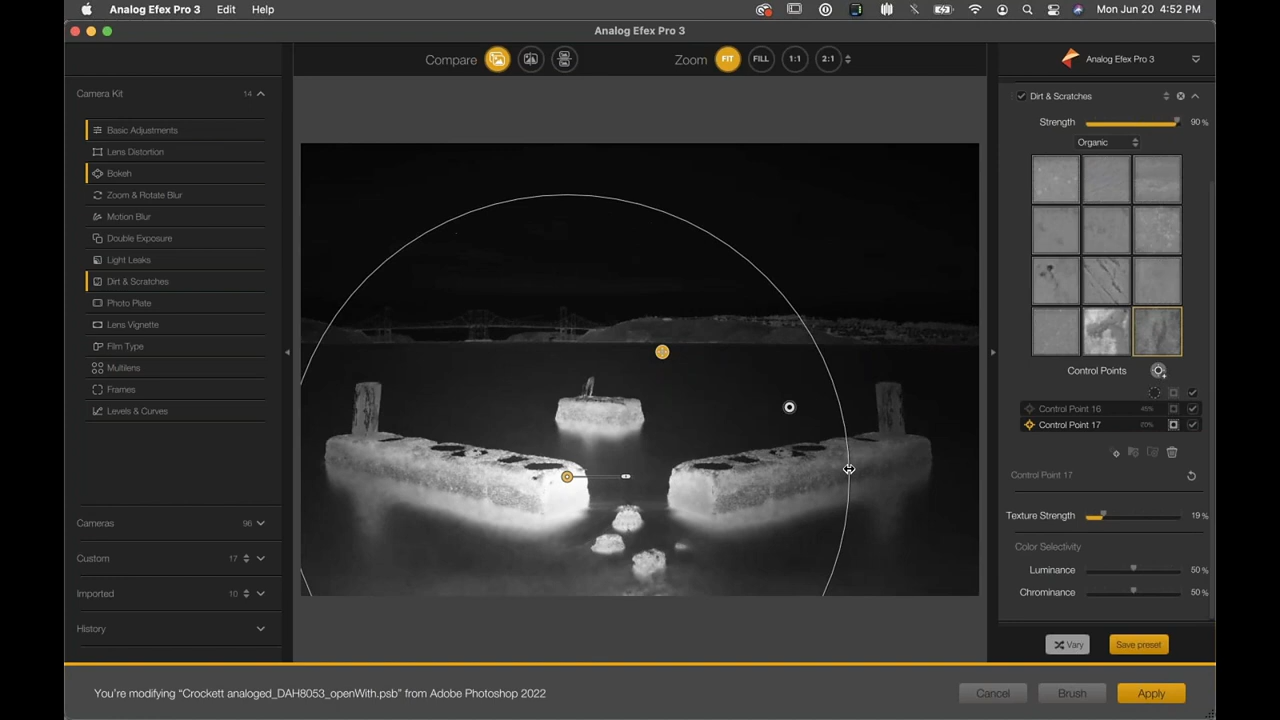 Analog Efex Pro 3 Edit Help Mon Jun 20 4:52 PM
Analog Efex Pro 3
Compare Zoom FIT FILL 1:1 2:1
Analog Efex Pro 3
Camera Kit 14
Basic Adjustments
Lens Distortion
Bokeh
Zoom & Rotate Blur
Motion Blur
Double Exposure
Light Leaks
Dirt & Scratches
Photo Plate
Lens Vignette
Film Type
Multilens
Frames
Levels & Curves
Cameras 96
Custom 17
Imported 10
History
Dirt & Scratches
Strength 90 %
Organic
Control Points
Control Point 16
Control Point 17
Control Point 17
Texture Strength 19 %
Color Selectivity
Luminance 50 %
Chrominance 50 %
Vary Save preset
You're modifying “Crockett analoged_DAH8053_openWith.psb” from Adobe Photoshop 2022
Cancel Brush Apply